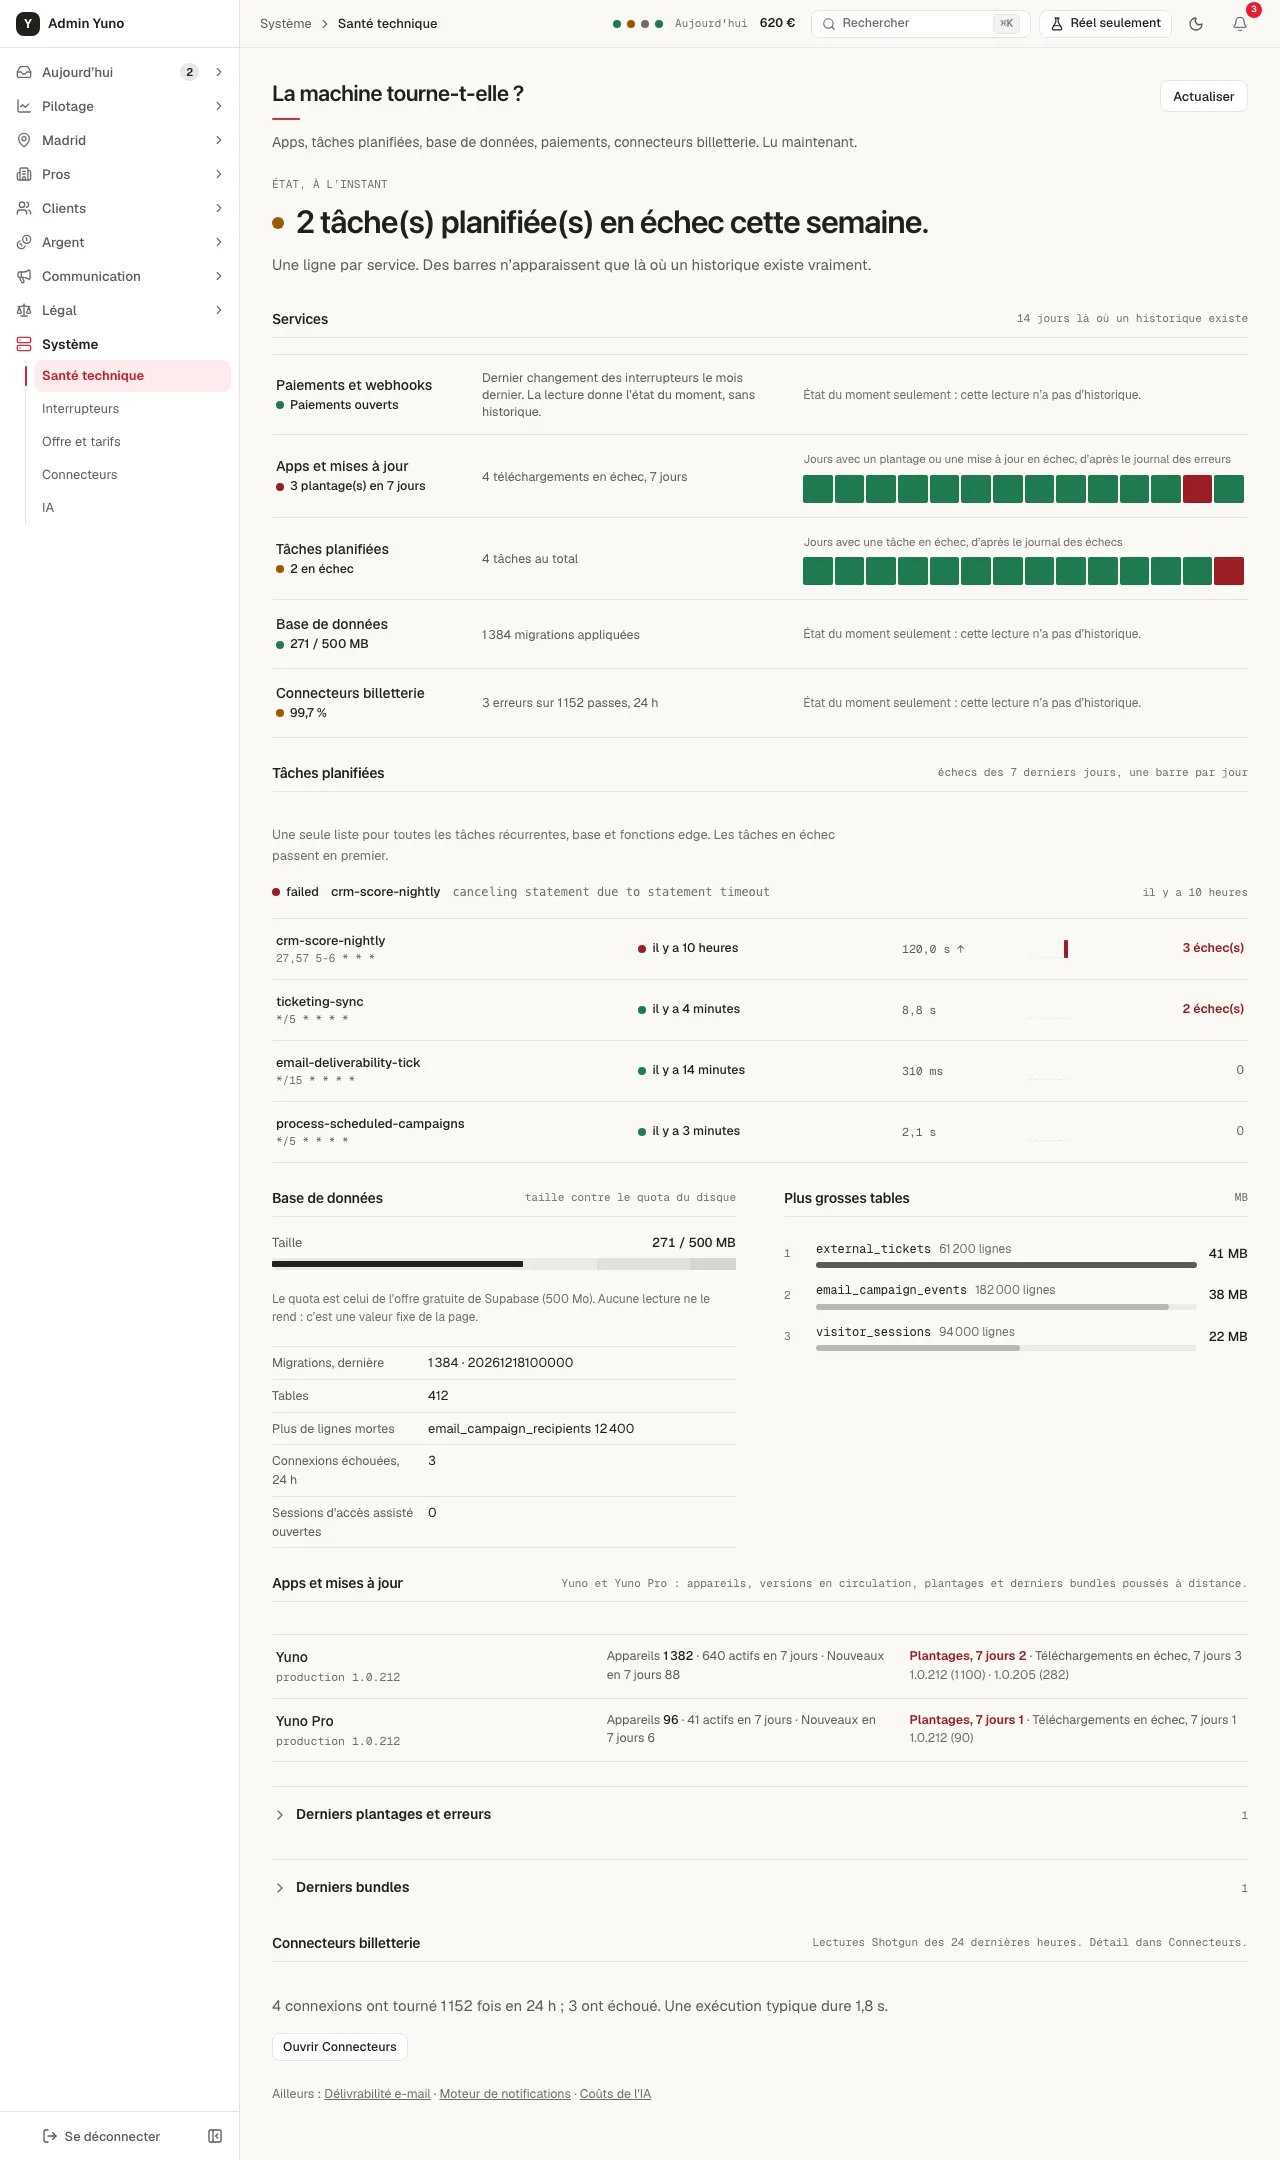 Y Admin Yuno
Système > Santé technique
Aujourd'hui 620 €
Rechercher ⌘K
Réel seulement
3
Aujourd'hui 2
Pilotage
Madrid
Pros
Clients
Argent
Communication
Légal
Système
Santé technique
Interrupteurs
Offre et tarifs
Connecteurs
IA
Se déconnecter
La machine tourne-t-elle ?
Actualiser
Apps, tâches planifiées, base de données, paiements, connecteurs billetterie. Lu maintenant.
ÉTAT, À L'INSTANT
2 tâche(s) planifiée(s) en échec cette semaine.
Une ligne par service. Des barres n'apparaissent que là où un historique existe vraiment.
Services
14 jours là où un historique existe
Paiements et webhooks
Paiements ouverts
Dernier changement des interrupteurs le mois
dernier. La lecture donne l'état du moment, sans
historique.
État du moment seulement : cette lecture n'a pas d'historique.
Apps et mises à jour
3 plantage(s) en 7 jours
4 téléchargements en échec, 7 jours
Jours avec un plantage ou une mise à jour en échec, d'après le journal des erreurs
Tâches planifiées
2 en échec
4 tâches au total
Jours avec une tâche en échec, d'après le journal des échecs
Base de données
271 / 500 MB
1 384 migrations appliquées
État du moment seulement : cette lecture n'a pas d'historique.
Connecteurs billetterie
99,7 %
3 erreurs sur 1 152 passes, 24 h
État du moment seulement : cette lecture n'a pas d'historique.
Tâches planifiées
échecs des 7 derniers jours, une barre par jour
Une seule liste pour toutes les tâches récurrentes, base et fonctions edge. Les tâches en échec
passent en premier.
failed crm-score-nightly canceling statement due to statement timeout
il y a 10 heures
crm-score-nightly
27,57 5-6 * * *
il y a 10 heures
120,0 s ↑
3 échec(s)
ticketing-sync
*/5 * * * *
il y a 4 minutes
8,8 s
2 échec(s)
email-deliverability-tick
*/15 * * * *
il y a 14 minutes
310 ms
0
process-scheduled-campaigns
*/5 * * * *
il y a 3 minutes
2,1 s
0
Base de données
taille contre le quota du disque
Taille
271 / 500 MB
Le quota est celui de l'offre gratuite de Supabase (500 Mo). Aucune lecture ne le
rend : c'est une valeur fixe de la page.
Migrations, dernière
1 384 · 20261218100000
Tables
412
Plus de lignes mortes
email_campaign_recipients 12 400
Connexions échouées,
24 h
3
Sessions d'accès assisté
ouvertes
0
Plus grosses tables
MB
1 external_tickets 61 200 lignes 41 MB
2 email_campaign_events 182 000 lignes 38 MB
3 visitor_sessions 94 000 lignes 22 MB
Apps et mises à jour
Yuno et Yuno Pro : appareils, versions en circulation, plantages et derniers bundles poussés à distance.
Yuno
production 1.0.212
Appareils 1 382 · 640 actifs en 7 jours · Nouveaux
en 7 jours 88
Plantages, 7 jours 2 · Téléchargements en échec, 7 jours 3
1.0.212 (1 100) · 1.0.205 (282)
Yuno Pro
production 1.0.212
Appareils 96 · 41 actifs en 7 jours · Nouveaux en
7 jours 6
Plantages, 7 jours 1 · Téléchargements en échec, 7 jours 1
1.0.212 (90)
Derniers plantages et erreurs
1
Derniers bundles
1
Connecteurs billetterie
Lectures Shotgun des 24 dernières heures. Détail dans Connecteurs.
4 connexions ont tourné 1 152 fois en 24 h ; 3 ont échoué. Une exécution typique dure 1,8 s.
Ouvrir Connecteurs
Ailleurs : Délivrabilité e-mail · Moteur de notifications · Coûts de l'IA